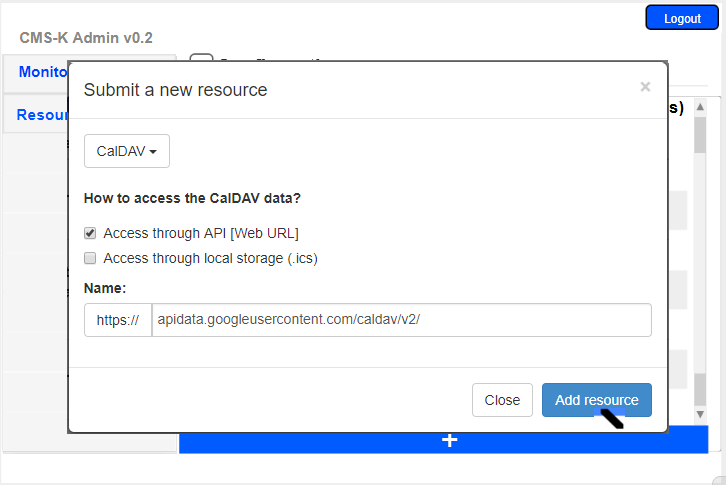 Logout
CMS-K Admin v0.2
Monito
Submit a new resource
×
s)
Resour
CalDAV
How to access the CalDAV data?
Access through API [Web URL]
Access through local storage (.ics)
Name:
https:// apidata.googleusercontent.com/caldav/v2/
Close Add resource
+